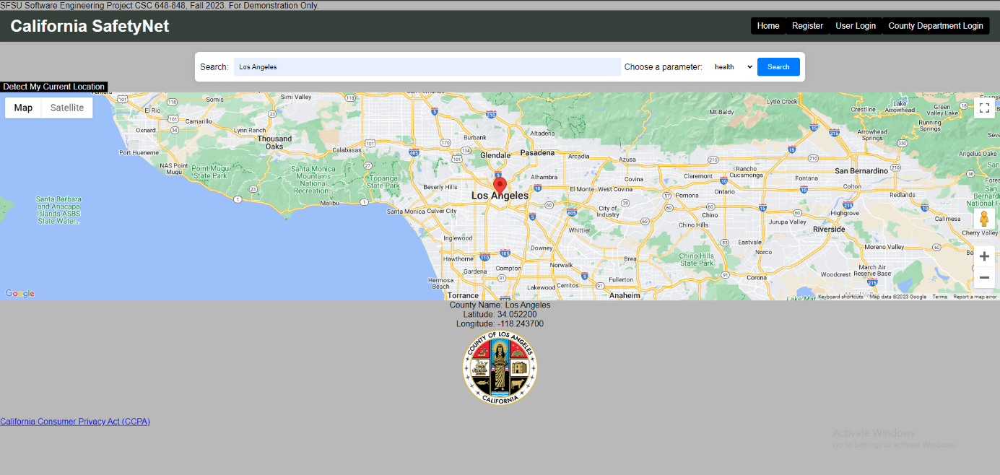 SFSU Software Engineering Project CSC 648-848, Fall 2023. For Demonstration Only.
California SafetyNet
Home Register User Login County Department Login
Search: Los Angeles Choose a parameter: health Search
Detect My Current Location
Map Satellite
Somis
Simi Valley
El Rio
Camarillo
Oxnard
Lynn Ranch
Thousand
Oaks
Port Hueneme
NAS Point
Mugu
Point Mugu
State Park
Calabasas
Santa Monica
Mountains
National
Recreation...
Topanga
State Park
Malibu
Santa Barbara
and Anacapa
Islands ASBS
State Water...
Burbank
Glendale
Pasadena
Altadena
Arcadia
Azusa
Alhambra
Covina
Beverly Hills
Los Angeles
El Monte
West Covina
Santa Monica
Culver City
City of
Industry
Whittier
Inglewood
Downey
Hawthorne
Gardena
Compton
Norwalk
Brea
Hermosa
Beach
Lakewood
Cerritos
Fullerton
Torrance
Anaheim
Mt Baldy
Lytle Creek
Crestline
Lake
Arrowhead
Green
Valley Lake
Running
Springs
Arrowhead
Springs
Angelus Oaks
Claremont
Rancho
Cucamonga
Fontana
San Bernardino
Pomona
Ontario
Colton
Redlands
Chino
Highgrove
Calimesa
Chino Hills
Jurupa Valley
Riverside
Cherry Valley
Eastvale
Norco
Moreno Valley
Chino Hills
State Park
Corona
Woodcrest
March Air
Reserve Base
San
Bernardi
National F
Google
Keyboard shortcuts Map data ©2023 Google Terms Report a map error
County Name: Los Angeles
Latitude: 34.052200
Longitude: -118.243700
COUNTY OF LOS ANGELES
CALIFORNIA
California Consumer Privacy Act (CCPA)
Activate Windows
Go to Settings to activate Windows.